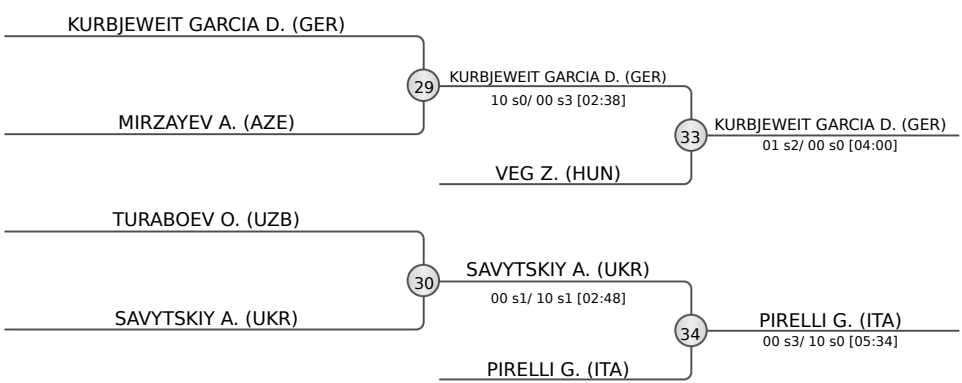 KURBJEWEIT GARCIA D. (GER)
29
KURBJEWEIT GARCIA D. (GER)
10 s0/ 00 s3 [02:38]
MIRZAYEV A. (AZE)
33
KURBJEWEIT GARCIA D. (GER)
01 s2/ 00 s0 [04:00]
VEG Z. (HUN)
TURABOEV O. (UZB)
30
SAVYTSKIY A. (UKR)
00 s1/ 10 s1 [02:48]
SAVYTSKIY A. (UKR)
34
PIRELLI G. (ITA)
00 s3/ 10 s0 [05:34]
PIRELLI G. (ITA)